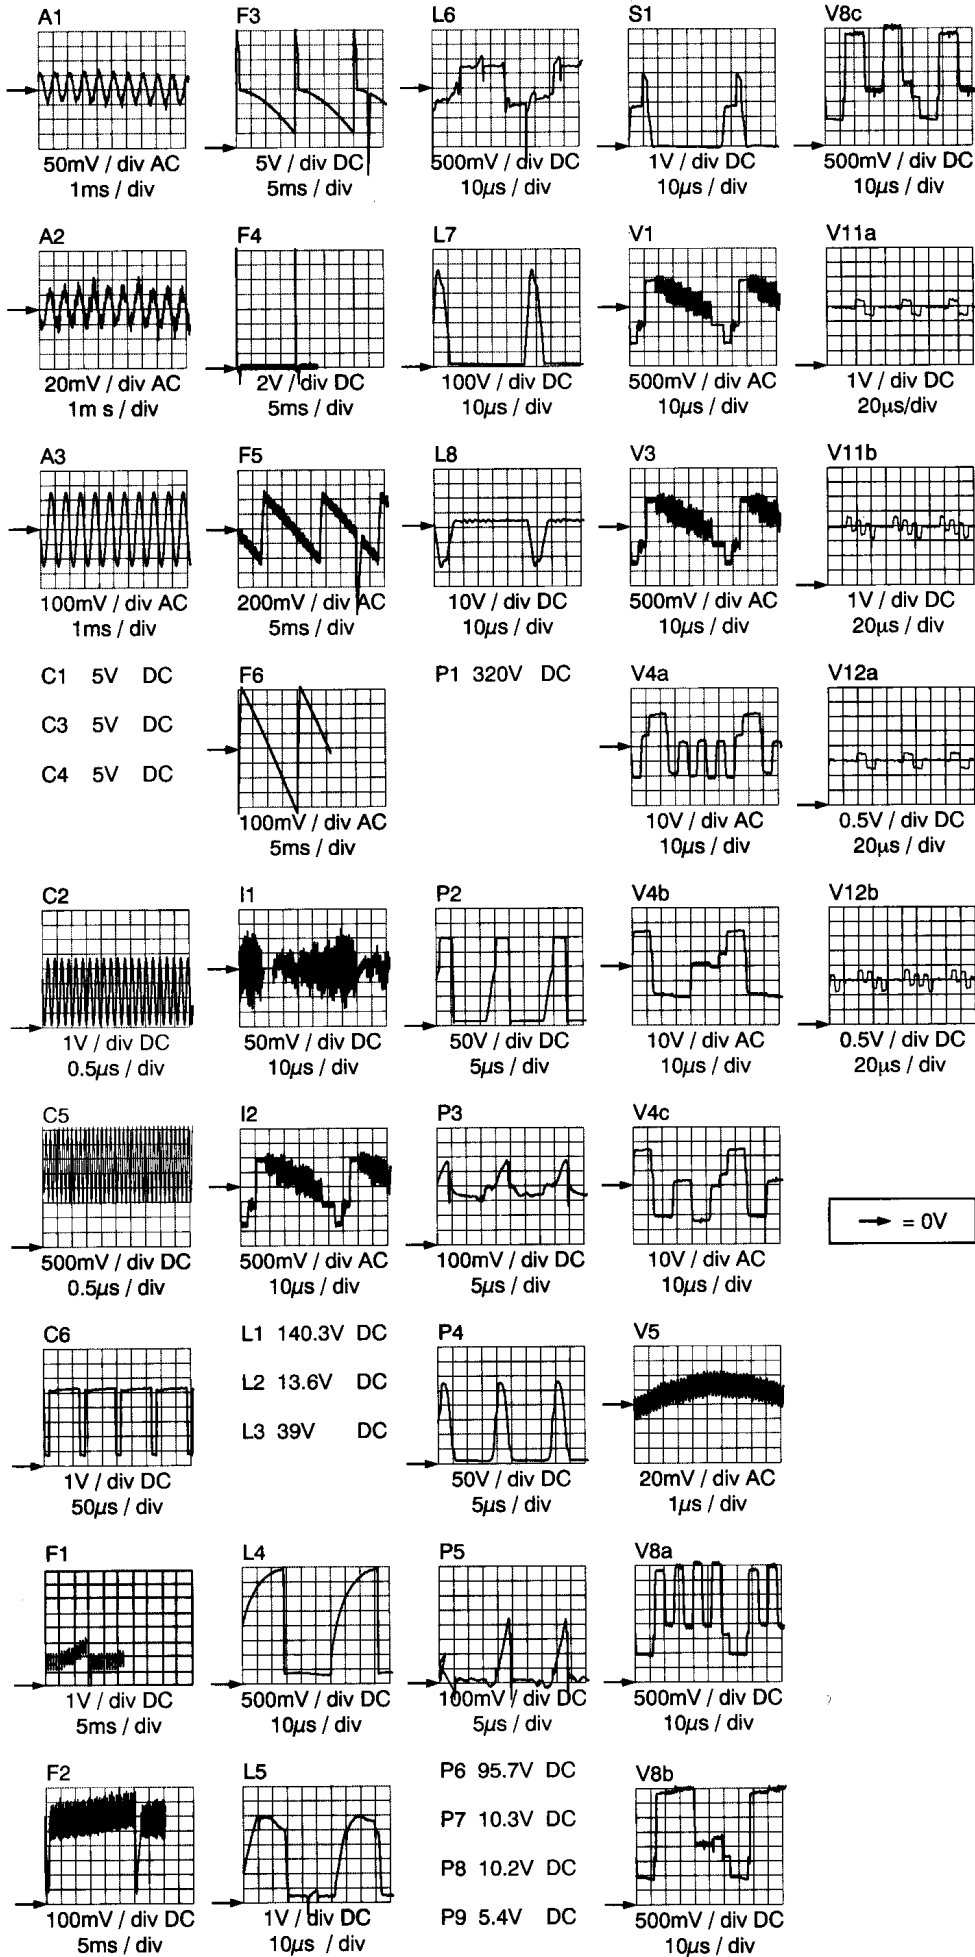 A1
50mV / div AC
1ms / div
A2
20mV / div AC
1m s / div
A3
100mV / div AC
1ms / div
C1 5V DC
C3 5V DC
C4 5V DC
C2
1V / div DC
0.5µs / div
C5
500mV / div DC
0.5µs / div
C6
1V / div DC
50µs / div
F1
1V / div DC
5ms / div
F2
100mV / div DC
5ms / div
F3
5V / div DC
5ms / div
F4
2V / div DC
5ms / div
F5
200mV / div AC
5ms / div
F6
100mV / div AC
5ms / div
I1
50mV / div DC
10µs / div
I2
500mV / div AC
10µs / div
L1 140.3V DC
L2 13.6V DC
L3 39V DC
L4
500mV / div DC
10µs / div
L5
1V / div DC
10µs / div
L6
500mV / div DC
10µs / div
L7
100V / div DC
10µs / div
L8
10V / div DC
10µs / div
P1 320V DC
P2
50V / div DC
5µs / div
P3
100mV / div DC
5µs / div
P4
50V / div DC
5µs / div
P5
100mV / div DC
5µs / div
P6 95.7V DC
P7 10.3V DC
P8 10.2V DC
P9 5.4V DC
S1
1V / div DC
10µs / div
V1
500mV / div AC
10µs / div
V3
500mV / div AC
10µs / div
V4a
10V / div AC
10µs / div
V4b
10V / div AC
10µs / div
V4c
10V / div AC
10µs / div
V5
20mV / div AC
1µs / div
V8a
500mV / div DC
10µs / div
V8b
500mV / div DC
10µs / div
V8c
500mV / div DC
10µs / div
V11a
1V / div DC
20µs/div
V11b
1V / div DC
20µs / div
V12a
0.5V / div DC
20µs / div
V12b
0.5V / div DC
20µs / div
→ = 0V